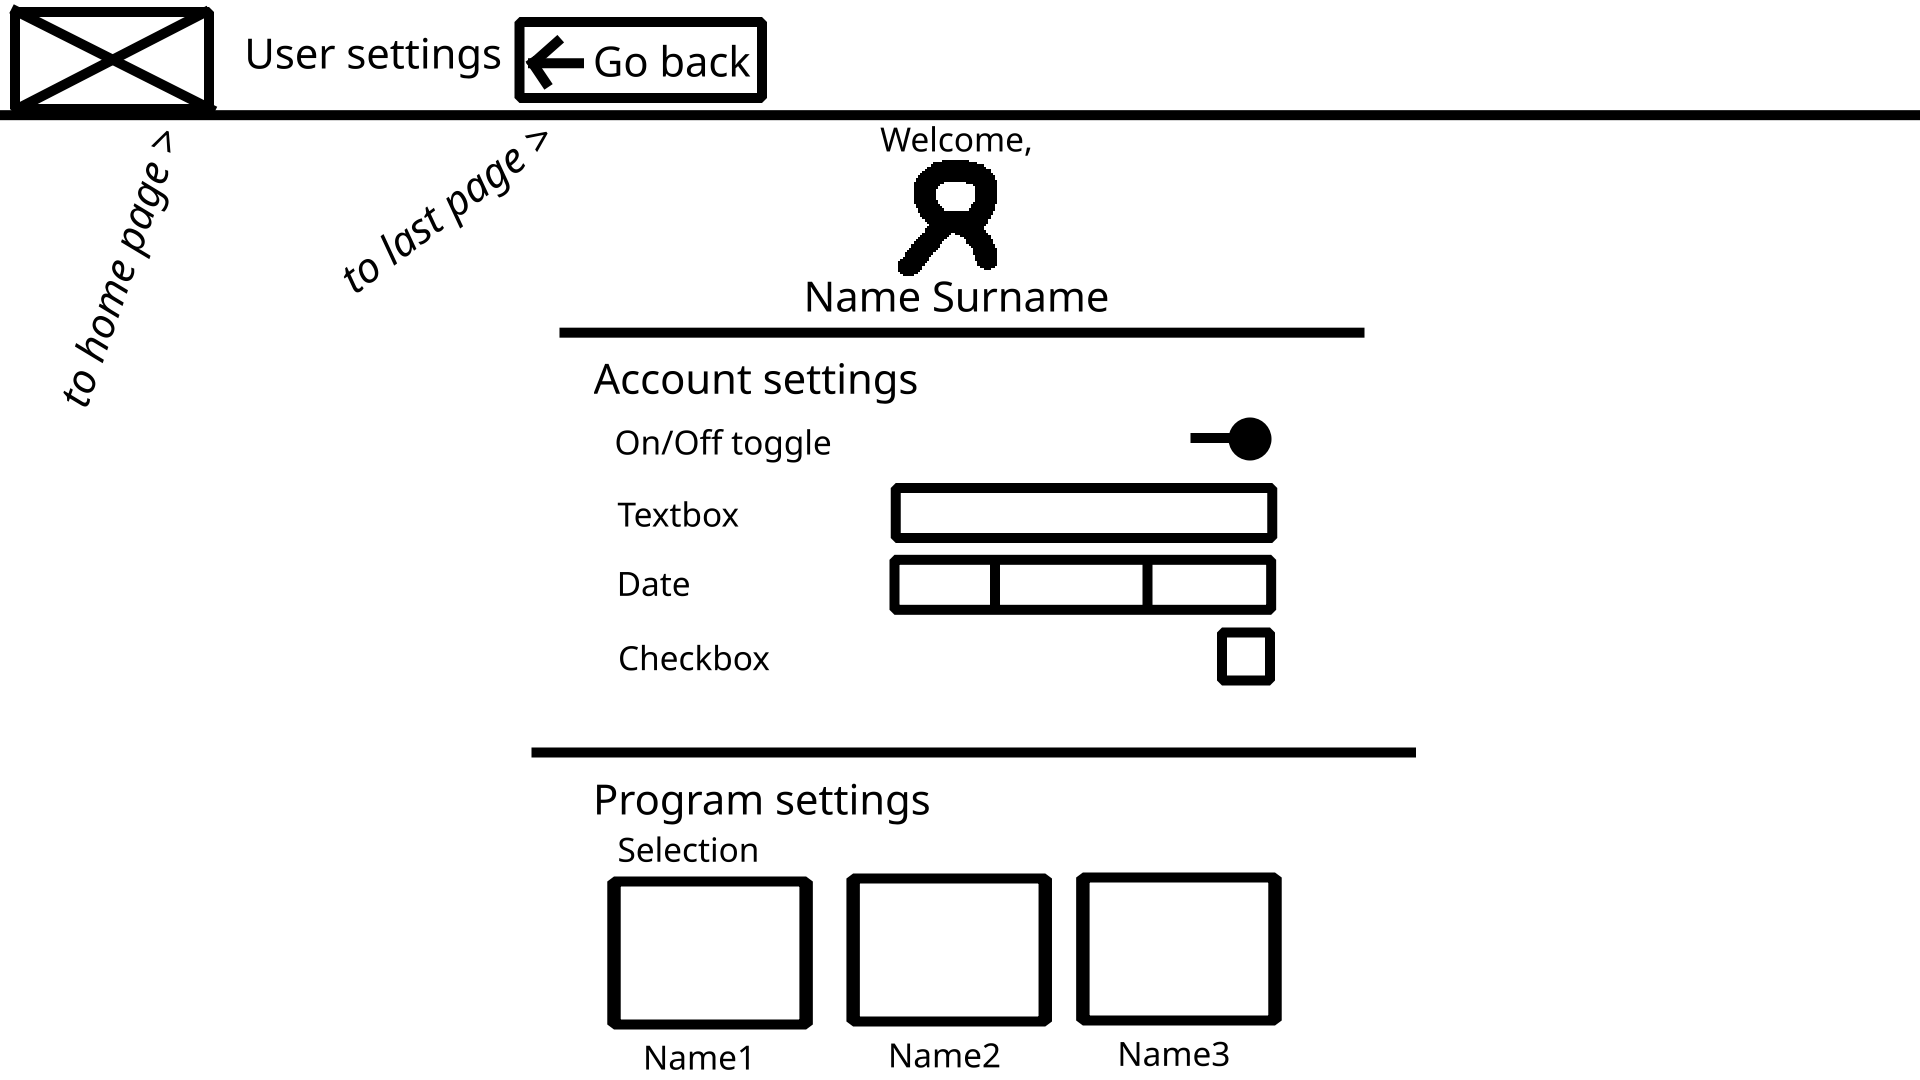 User settings
Go back
to home page >
to last page >
Welcome,
Name Surname
Account settings
On/Off toggle
Textbox
Date
Checkbox
Program settings
Selection
Name1
Name2
Name3